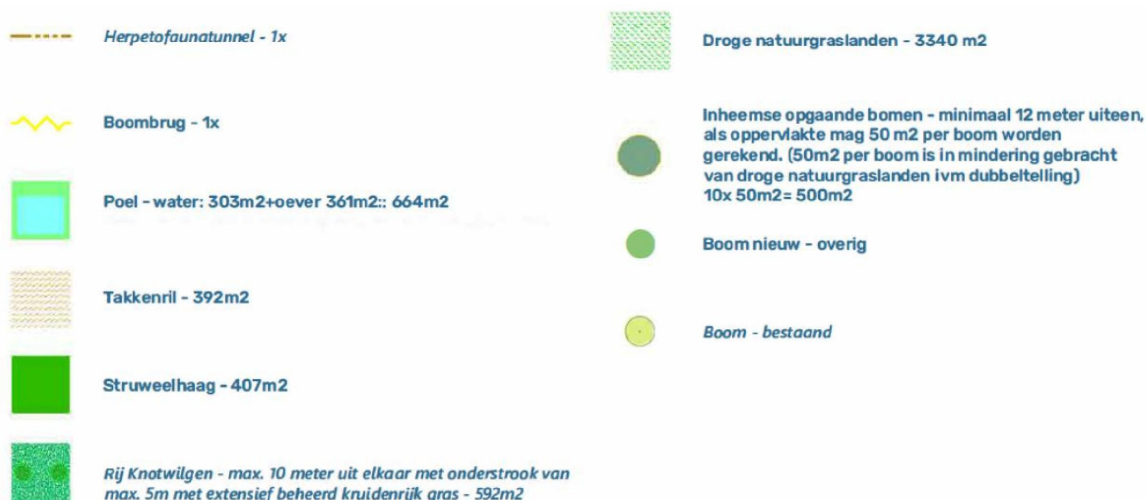 Herpetofaunatunnel - 1x
Boombrug - 1x
Poel - water: 303m2+oever 361m2:: 664m2
Takkenril - 392m2
Struweelhaag - 407m2
Rij Knotwilgen - max. 10 meter uit elkaar met onderstrook van
max. 5m met extensief beheerd kruidenrijk gras - 592m2
Droge natuurgraslanden - 3340 m2
Inheemse opgaande bomen - minimaal 12 meter uiteen,
als oppervlakte mag 50 m2 per boom worden
gerekend. (50m2 per boom is in mindering gebracht
van droge natuurgraslanden ivm dubbeltelling)
10x 50m2= 500m2
Boom nieuw - overig
Boom - bestaand